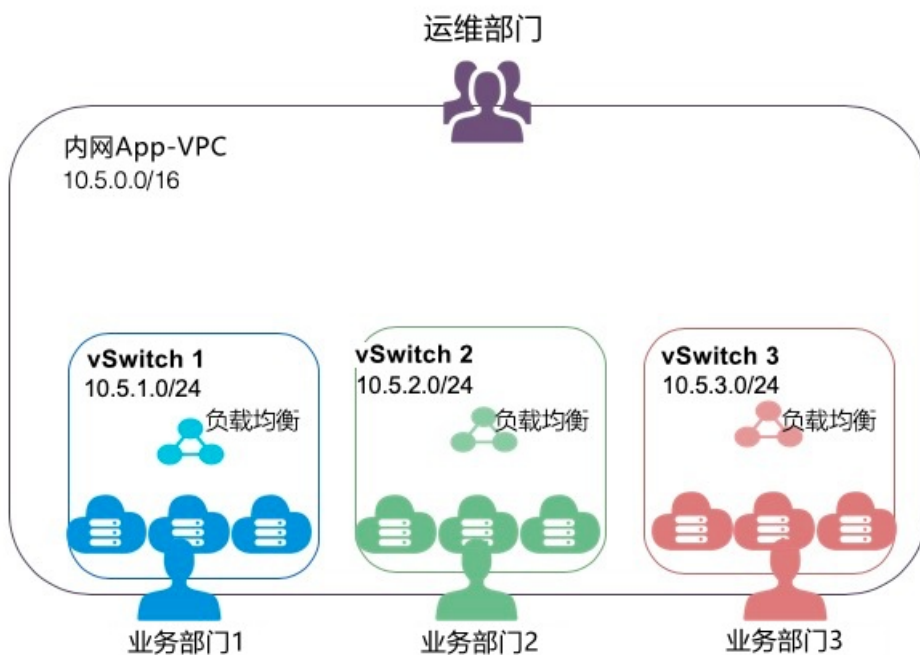 运维部门
内网App-VPC
10.5.0.0/16
vSwitch 1
10.5.1.0/24
负载均衡
vSwitch 2
10.5.2.0/24
负载均衡
vSwitch 3
10.5.3.0/24
负载均衡
业务部门1
业务部门2
业务部门3